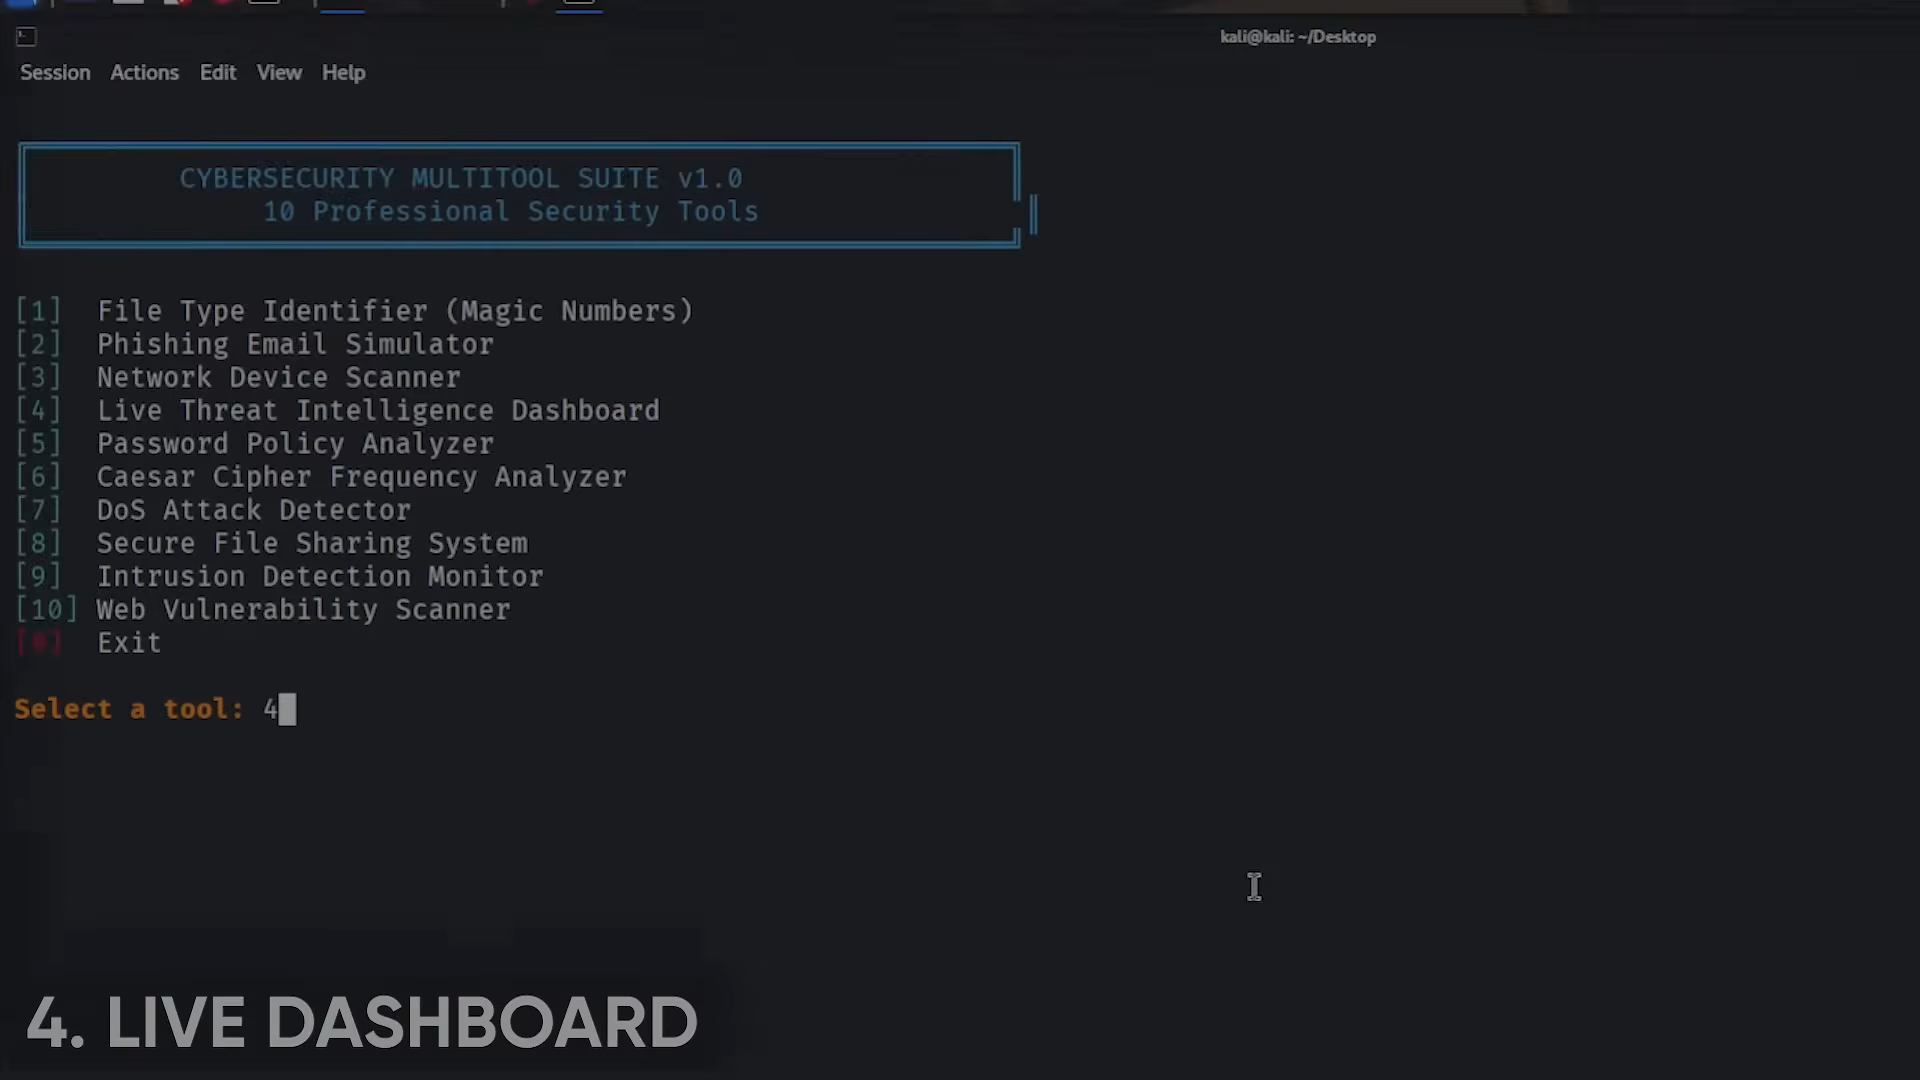 kali@kali: ~/Desktop
Session Actions Edit View Help
CYBERSECURITY MULTITOOL SUITE v1.0
10 Professional Security Tools
[1] File Type Identifier (Magic Numbers)
[2] Phishing Email Simulator
[3] Network Device Scanner
[4] Live Threat Intelligence Dashboard
[5] Password Policy Analyzer
[6] Caesar Cipher Frequency Analyzer
[7] DoS Attack Detector
[8] Secure File Sharing System
[9] Intrusion Detection Monitor
[10] Web Vulnerability Scanner
[0] Exit
Select a tool: 4
4. LIVE DASHBOARD